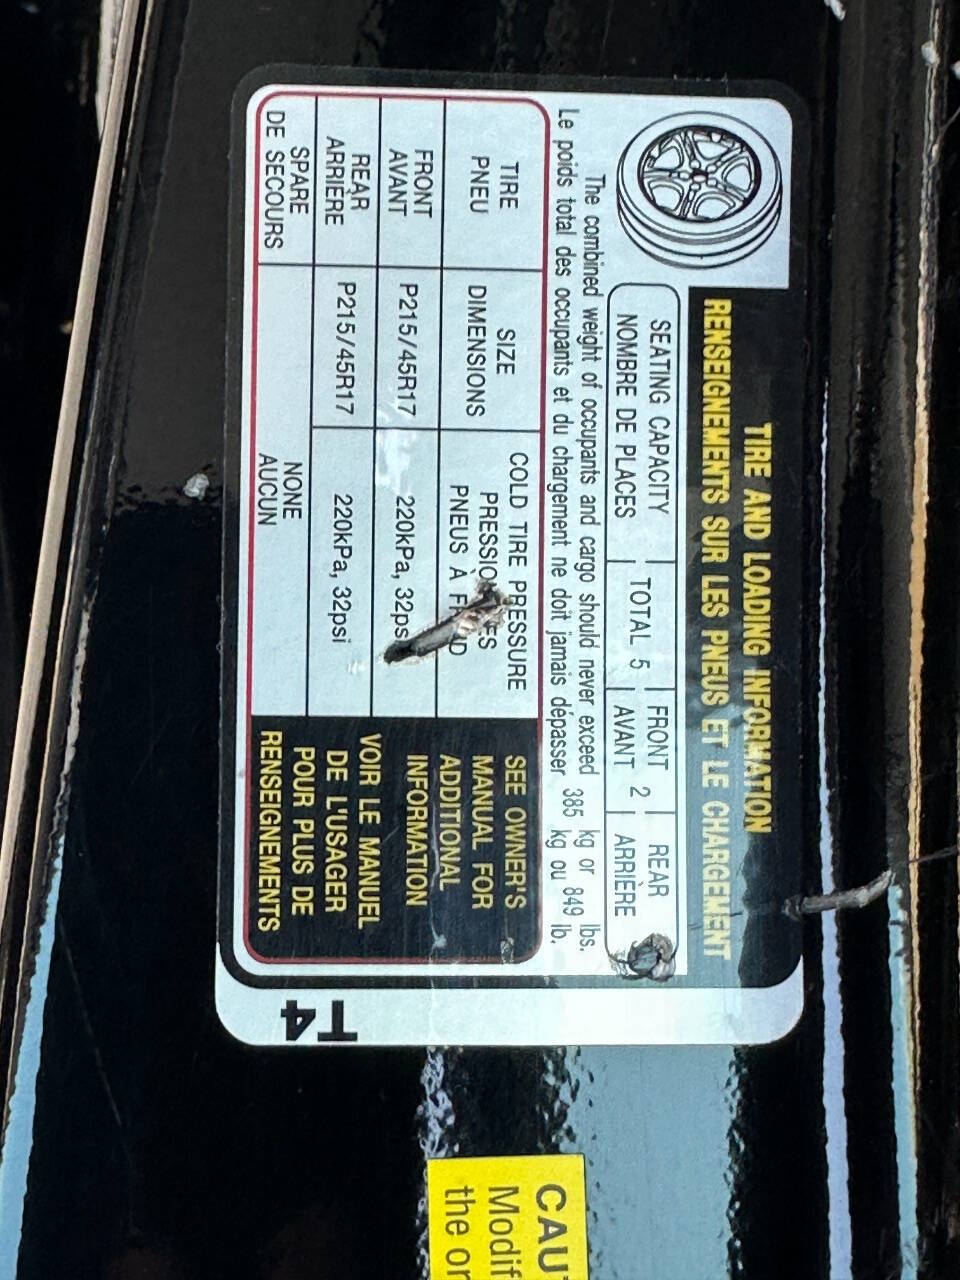 TIRE AND LOADING INFORMATION
RENSEIGNEMENTS SUR LES PNEUS ET LE CHARGEMENT
SEATING CAPACITY TOTAL 5 FRONT 2 REAR
NOMBRE DE PLACES AVANT ARRIÈRE
The combined weight of occupants and cargo should never exceed 385 kg or 849 lbs.
Le poids total des occupants et du chargement ne doit jamais dépasser 385 kg ou 849 lb.
TIRE SIZE COLD TIRE PRESSURE
PNEU DIMENSIONS PNEUS À
FRONT P215/45R17 220kPa, 32psi
AVANT
REAR P215/45R17 220kPa, 32psi
ARRIÈRE
SPARE NONE
DE SECOURS AUCUN
SEE OWNER'S
MANUAL FOR
ADDITIONAL
INFORMATION
VOIR LE MANUEL
DE L'USAGER
POUR PLUS DE
RENSEIGNEMENTS
T4
the